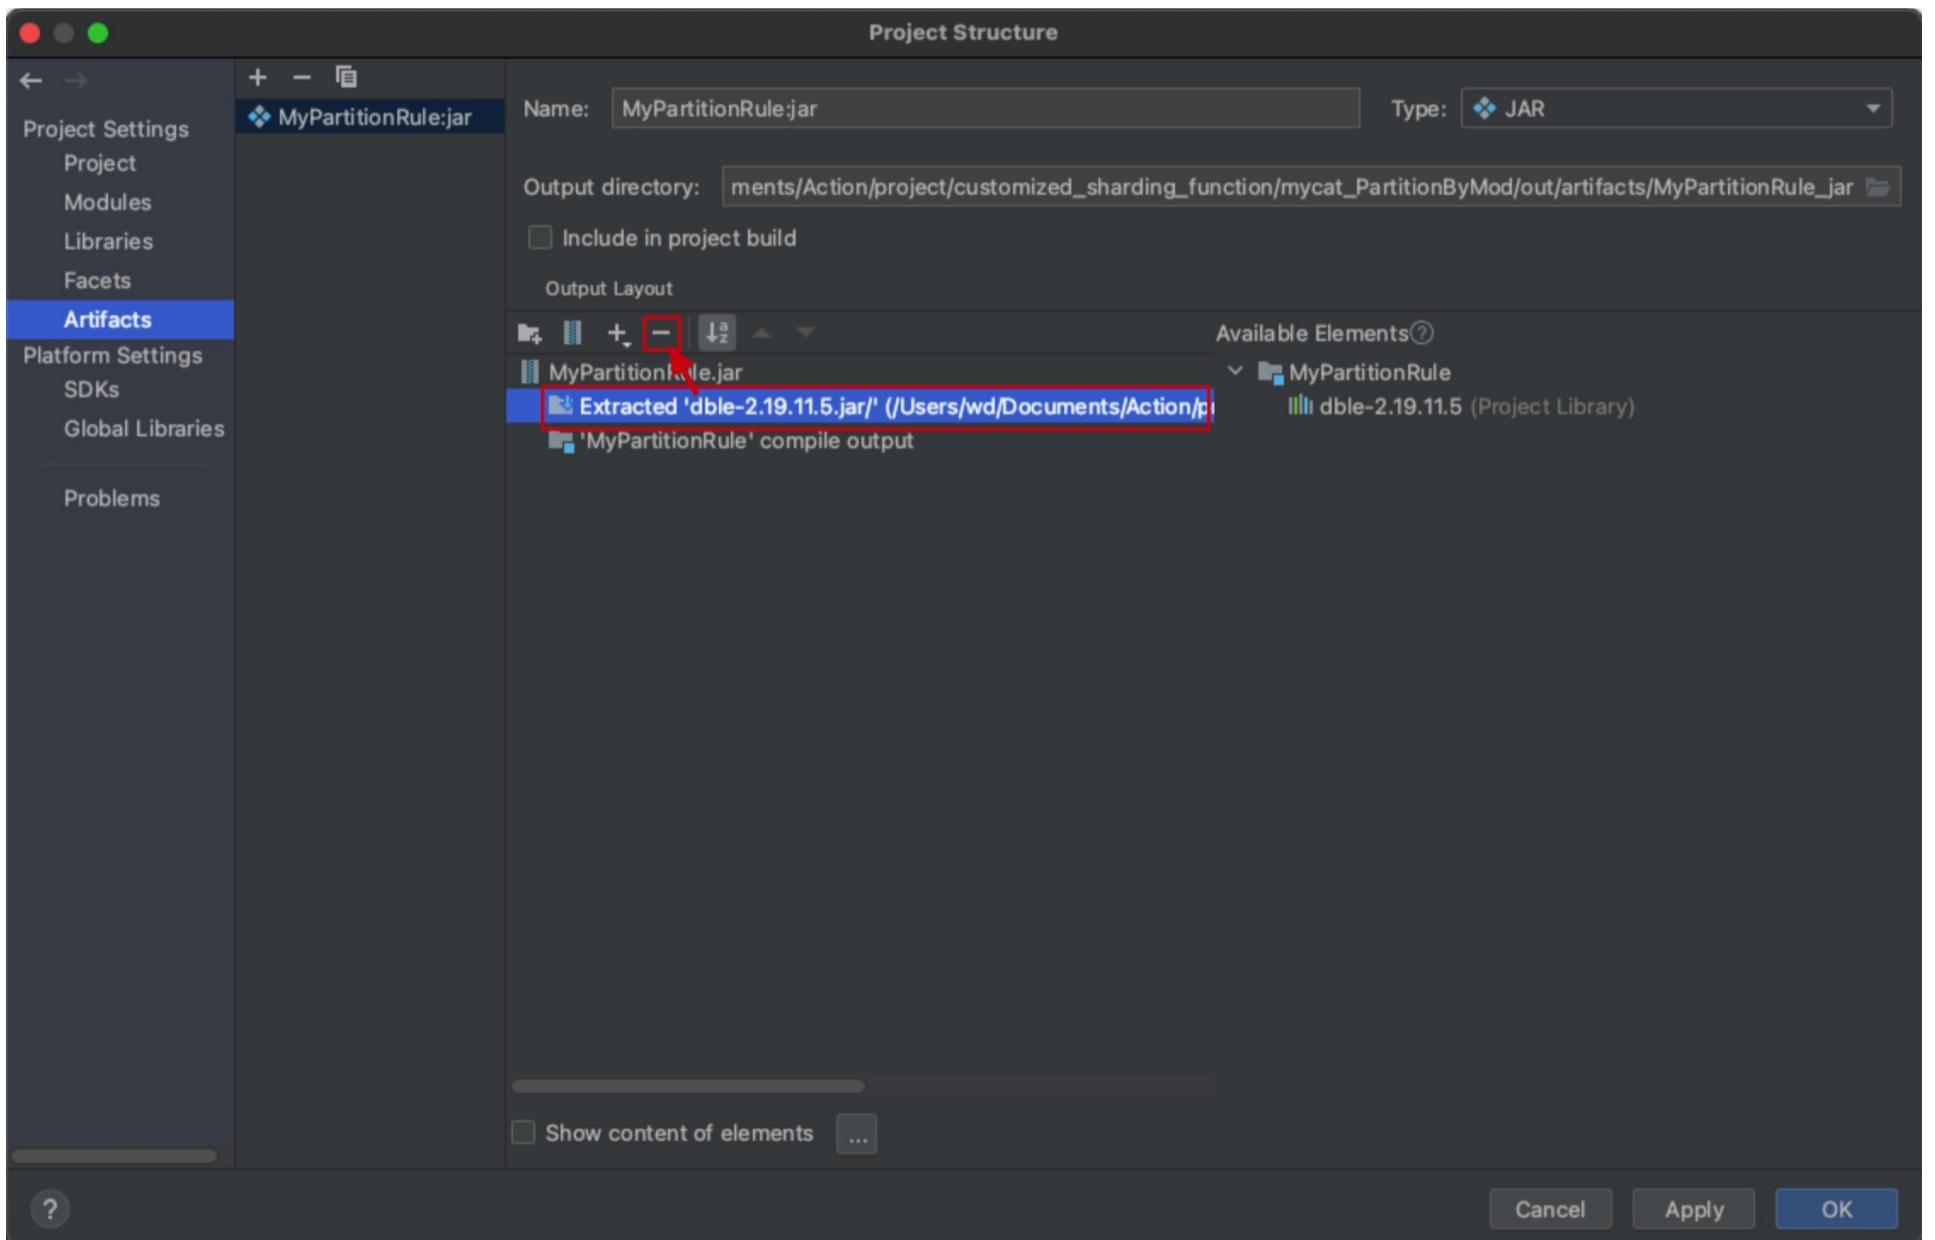 Project Structure
Project Settings
Project
Modules
Libraries
Facets
Artifacts
Platform Settings
SDKs
Global Libraries
Problems
MyPartitionRule:jar
Name: MyPartitionRule:jar Type: JAR
Output directory: ments/Action/project/customized_sharding_function/mycat_PartitionByMod/out/artifacts/MyPartitionRule_jar
Include in project build
Output Layout
MyPartitionRule.jar
Extracted 'dble-2.19.11.5.jar/' (/Users/wd/Documents/Action/p
'MyPartitionRule' compile output
Available Elements
MyPartitionRule
dble-2.19.11.5 (Project Library)
Show content of elements ...
? Cancel Apply OK